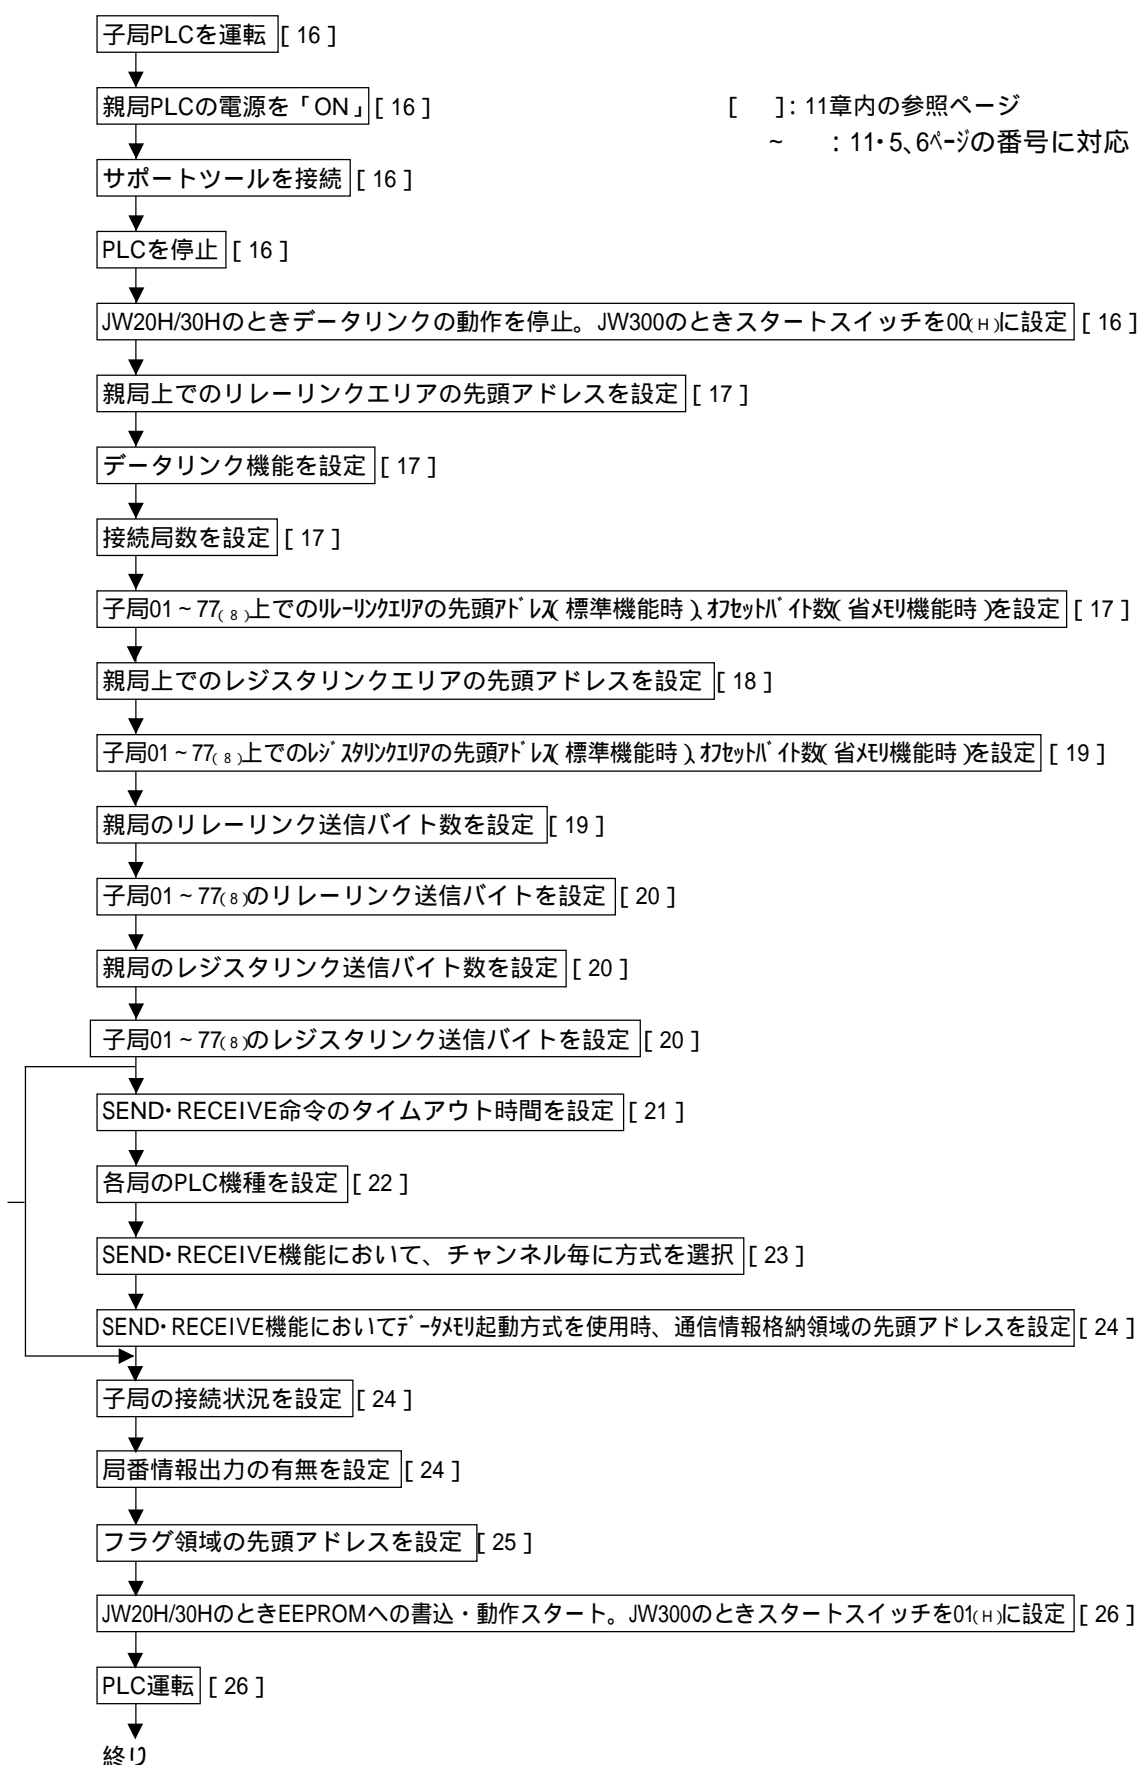 子局PLCを運転 [ 16 ]
親局PLCの電源を「ON」 [ 16 ]
[   ]：11章内の参照ページ
~   ：11･5、6ﾍﾟｰｼﾞの番号に対応
サポートツールを接続 [ 16 ]
PLCを停止 [ 16 ]
JW20H/30Hのときデータリンクの動作を停止。JW300のときスタートスイッチを00(H)に設定 [ 16 ]
親局上でのリレーリンクエリアの先頭アドレスを設定 [ 17 ]
データリンク機能を設定 [ 17 ]
接続局数を設定 [ 17 ]
子局01~77(8)上でのﾘﾚｰﾘﾝｸｴﾘｱの先頭ｱﾄﾞﾚｽ(標準機能時)、ｵﾌｾｯﾄﾊﾞｲﾄ数(省ﾒﾓﾘ機能時)を設定 [ 17 ]
親局上でのレジスタリンクエリアの先頭アドレスを設定 [ 18 ]
子局01~77(8)上でのﾚｼﾞｽﾀﾘﾝｸｴﾘｱの先頭ｱﾄﾞﾚｽ(標準機能時)、ｵﾌｾｯﾄﾊﾞｲﾄ数(省ﾒﾓﾘ機能時)を設定 [ 19 ]
親局のリレーリンク送信バイト数を設定 [ 19 ]
子局01~77(8)のリレーリンク送信バイトを設定 [ 20 ]
親局のレジスタリンク送信バイト数を設定 [ 20 ]
子局01~77(8)のレジスタリンク送信バイトを設定 [ 20 ]
SEND･RECEIVE命令のタイムアウト時間を設定 [ 21 ]
各局のPLC機種を設定 [ 22 ]
SEND･RECEIVE機能において、チャンネル毎に方式を選択 [ 23 ]
SEND･RECEIVE機能においてﾃﾞｰﾀﾒﾓﾘ起動方式を使用時、通信情報格納領域の先頭アドレスを設定 [ 24 ]
子局の接続状況を設定 [ 24 ]
局番情報出力の有無を設定 [ 24 ]
フラグ領域の先頭アドレスを設定 [ 25 ]
JW20H/30HのときEEPROMへの書込・動作スタート。JW300のときスタートスイッチを01(H)に設定 [ 26 ]
PLC運転 [ 26 ]
終り